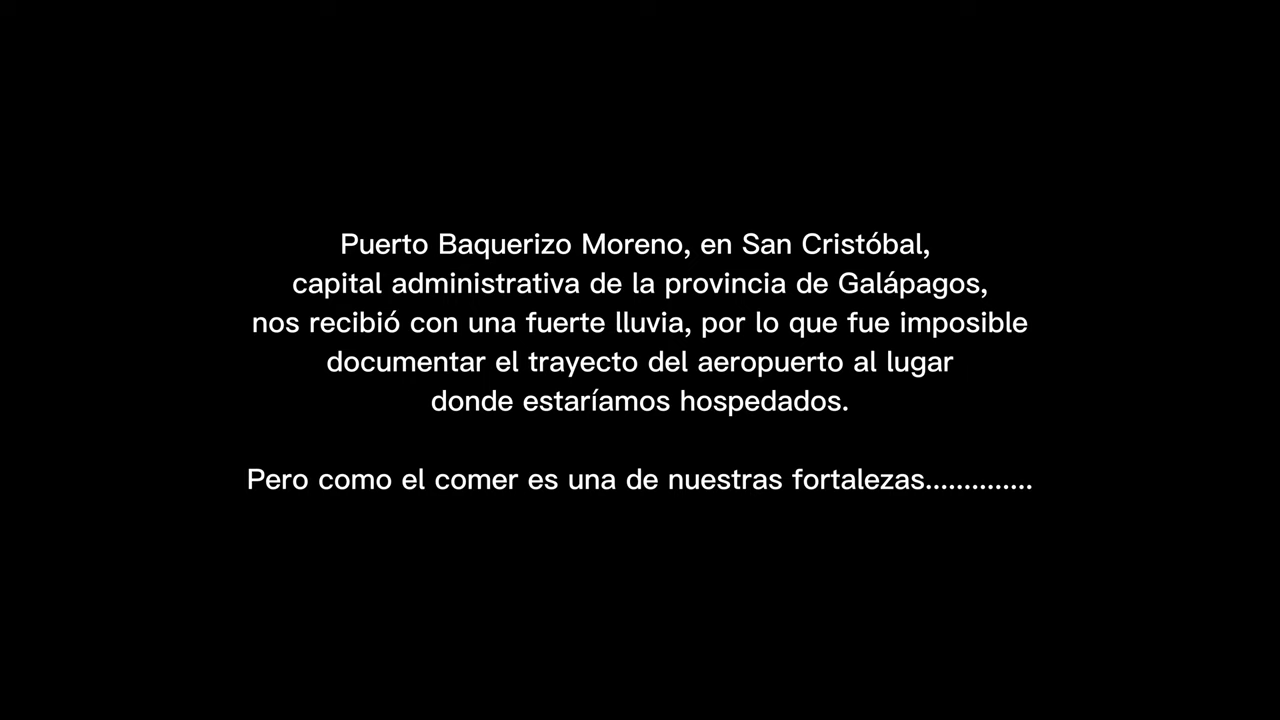 Puerto Baquerizo Moreno, en San Cristóbal,
capital administrativa de la provincia de Galápagos,
nos recibió con una fuerte lluvia, por lo que fue imposible
documentar el trayecto del aeropuerto al lugar
donde estaríamos hospedados.
Pero como el comer es una de nuestras fortalezas..............